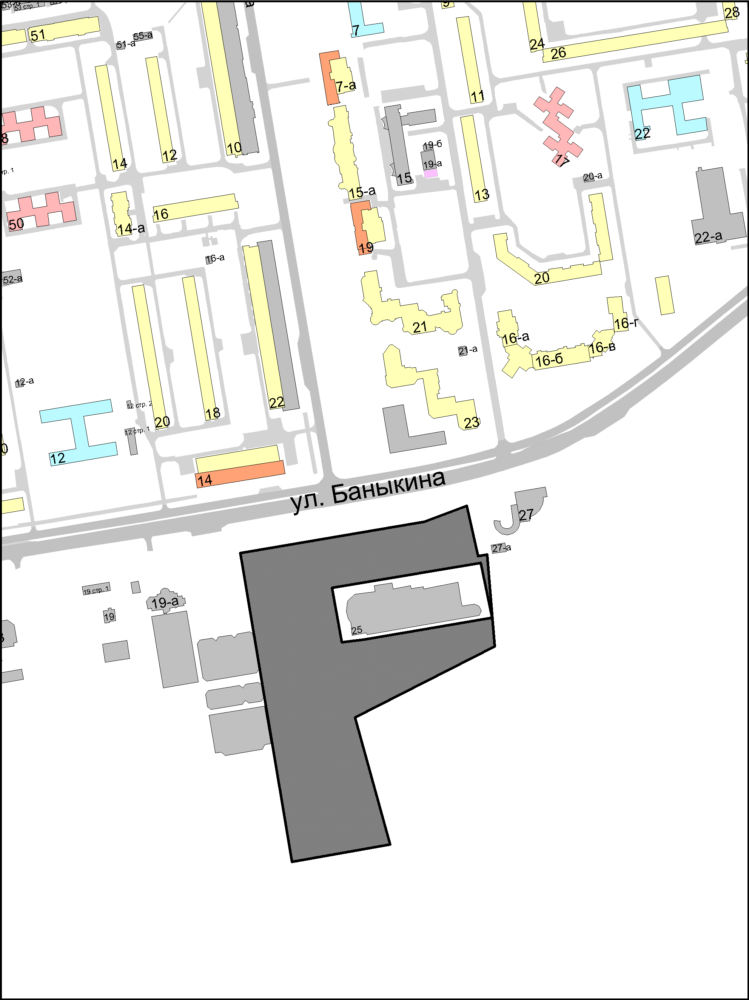 53 стр. 1
9
28
51
7
55-а
51-а
24
26
7-а
11
22
8
10
12
19-б
14
19-а
17
15
20-а
15-а
13
16
50
14-а
22-а
19
16-а
20
52-а
16-г
21
16-а
16-в
21-а
16-б
12-а
22
12 стр. 2
18
20
23
12 стр. 1
0
12
14
ул. Баныкина
27
27-а
19 стр. 1
19-а
19
25